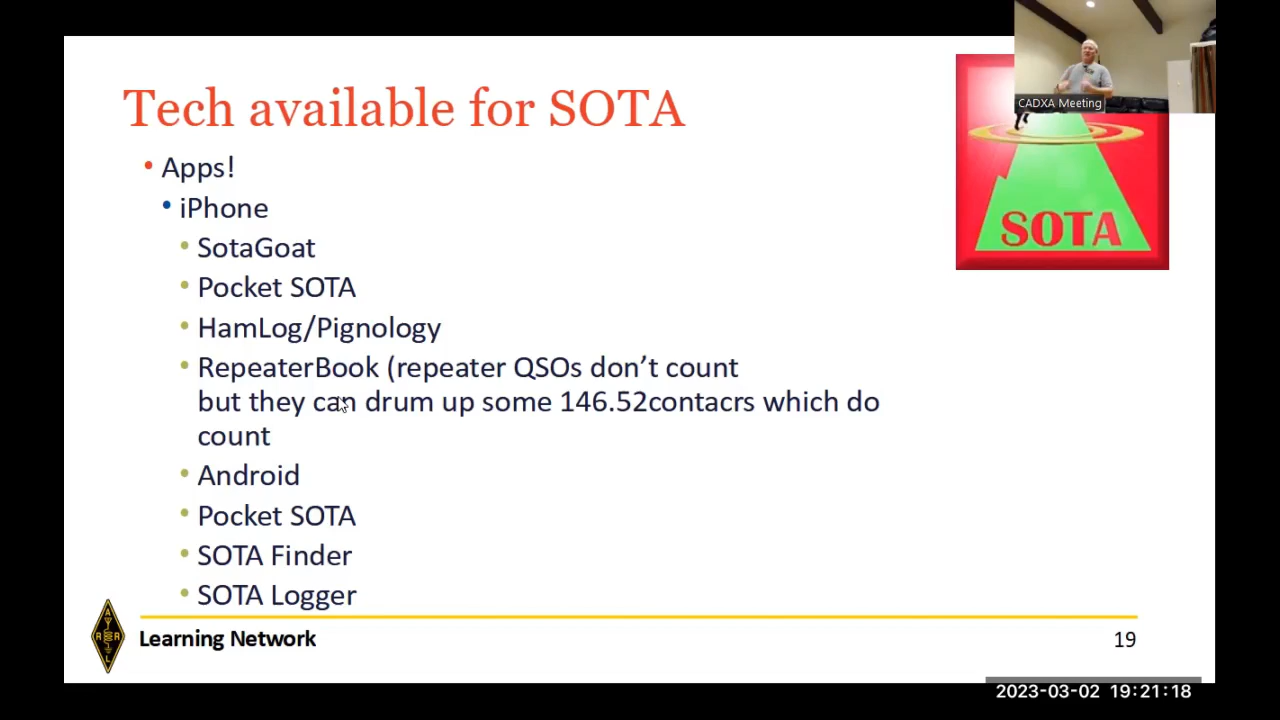 Tech available for SOTA
CADXA Meeting
SOTA
• Apps!
• iPhone
• SotaGoat
• Pocket SOTA
• HamLog/Pignology
• RepeaterBook (repeater QSOs don’t count
but they can drum up some 146.52contacrs which do
count
• Android
• Pocket SOTA
• SOTA Finder
• SOTA Logger
A
R R
L
Learning Network
19
2023-03-02 19:21:18